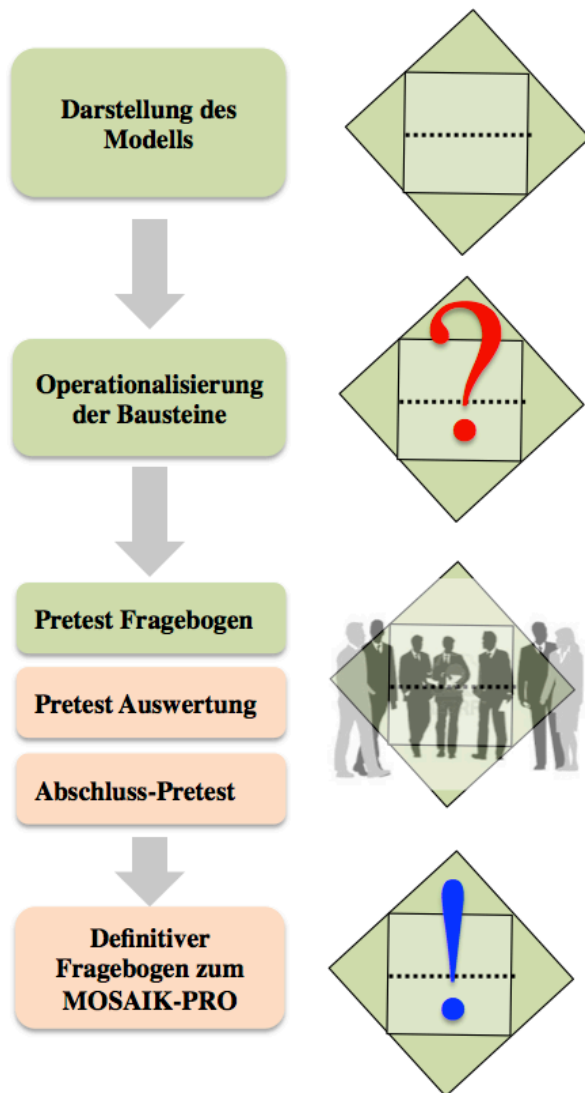 Darstellung des
Modells
Operationalisierung
der Bausteine
Pretest Fragebogen
Pretest Auswertung
Abschluss-Pretest
Definitiver
Fragebogen zum
MOSAIK-PRO
?
!